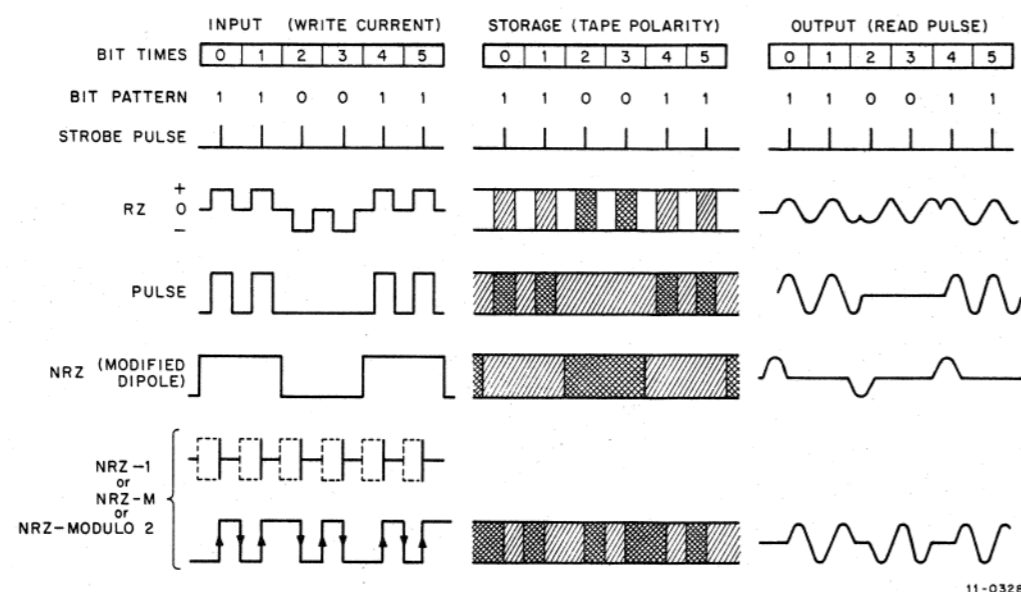 INPUT (WRITE CURRENT) STORAGE (TAPE POLARITY) OUTPUT (READ PULSE)
BIT TIMES 0 1 2 3 4 5 0 1 2 3 4 5 0 1 2 3 4 5
BIT PATTERN 1 1 0 0 1 1 1 1 0 0 1 1 1 1 0 0 1 1
STROBE PULSE
+
RZ 0
−
PULSE
NRZ (MODIFIED
DIPOLE)
NRZ-1
or
NRZ-M
or
NRZ-MODULO 2
11-0328